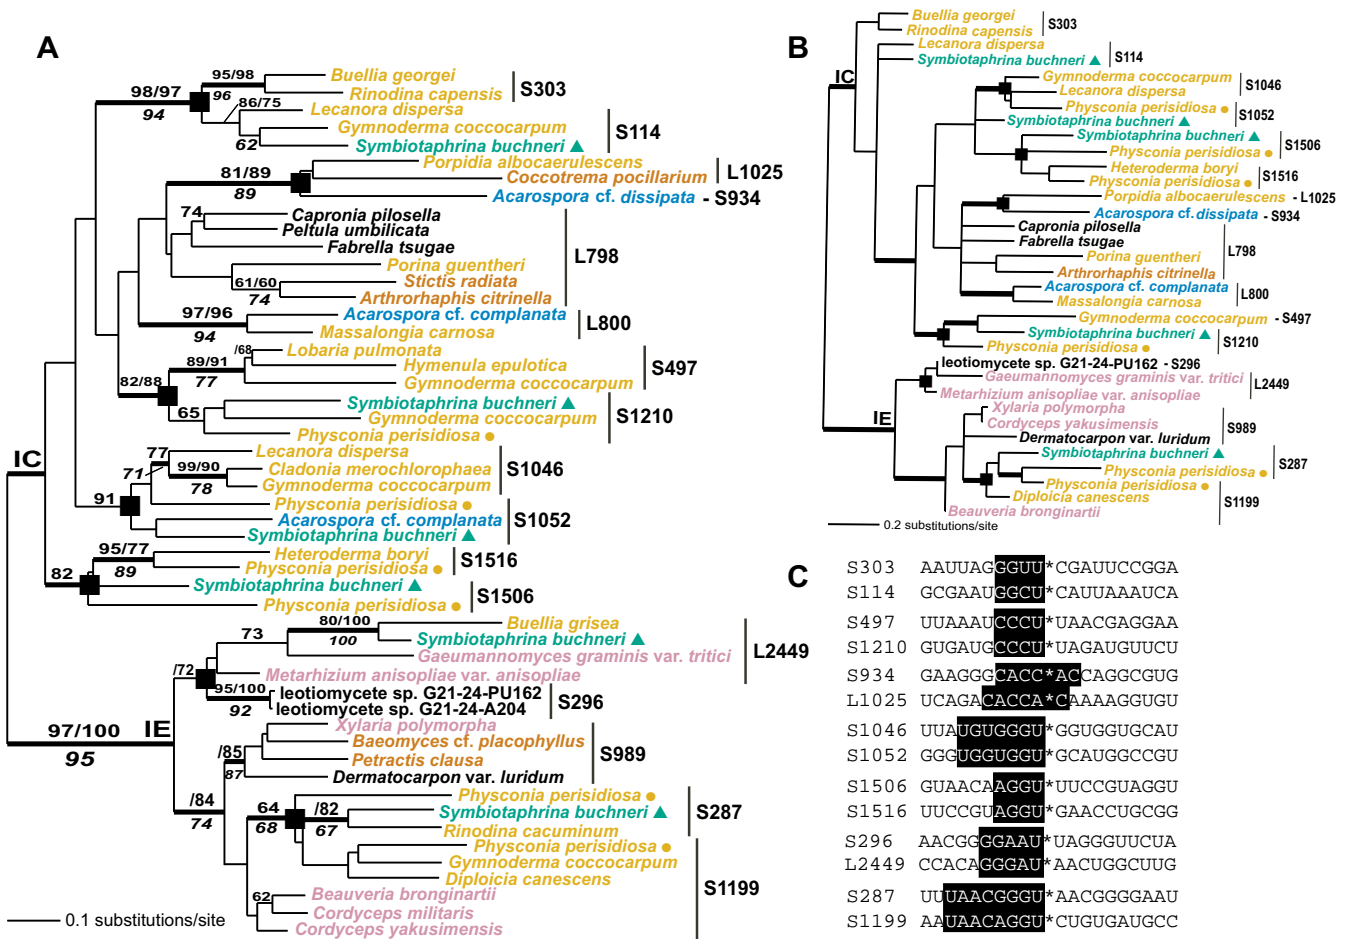 A
95/98
Buellia georgei
Rinodina capensis
S303
98/97
94
96
86/75
Lecanora dispersa
Gymnoderma coccocarpum
62
Symbiotaphrina buchneri ▲
S114
Porpidia albocaerulescens
Coccotrema pocillarium
L1025
81/89
89
Acarospora cf. dissipata - S934
74
Capronia pilosella
Peltula umbilicata
Fabrella tsugae
Porina guentheri
61/60
74
Stictis radiata
Arthrorhaphis citrinella
L798
97/96
94
Acarospora cf. complanata
Massalongia carnosa
L800
/68
Lobaria pulmonata
89/91
77
Hymenula epulotica
Gymnoderma coccocarpum
S497
82/88
65
Symbiotaphrina buchneri ▲
Gymnoderma coccocarpum
Physconia perisidiosa ●
S1210
IC
77
71
Lecanora dispersa
99/90
78
Cladonia merochlorophaea
Gymnoderma coccocarpum
S1046
91
Physconia perisidiosa ●
Acarospora cf. complanata
Symbiotaphrina buchneri ▲
S1052
95/77
89
Heteroderma boryi
Physconia perisidiosa ●
S1516
82
Symbiotaphrina buchneri ▲
Physconia perisidiosa ●
S1506
80/100
100
Buellia grisea
73
Symbiotaphrina buchneri ▲
Gaeumannomyces graminis var. tritici
Metarhizium anisopliae var. anisopliae
L2449
/72
95/100
92
leotiomycete sp. G21-24-PU162
leotiomycete sp. G21-24-A204
S296
97/100
95
IE
Xylaria polymorpha
/85
87
Baeomyces cf. placophyllus
Petractis clausa
Dermatocarpon var. luridum
S989
/84
74
64
68
Physconia perisidiosa ●
/82
67
Symbiotaphrina buchneri ▲
Rinodina cacuminum
S287
Physconia perisidiosa ●
Gymnoderma coccocarpum
Diploicia canescens
62
Beauveria bronginartii
Cordyceps militaris
Cordyceps yakusimensis
S1199
0.1 substitutions/site
B
Buellia georgei
Rinodina capensis
S303
Lecanora dispersa
Symbiotaphrina buchneri ▲
S114
IC
Gymnoderma coccocarpum
Lecanora dispersa
S1046
Physconia perisidiosa ●
Symbiotaphrina buchneri ▲
S1052
Symbiotaphrina buchneri ▲
Physconia perisidiosa ●
S1506
Heteroderma boryi
Physconia perisidiosa ●
S1516
Porpidia albocaerulescens - L1025
Acarospora cf. dissipata - S934
Capronia pilosella
Fabrella tsugae
Porina guentheri
Arthrorhaphis citrinella
L798
Acarospora cf. complanata
Massalongia carnosa
L800
Gymnoderma coccocarpum - S497
Symbiotaphrina buchneri ▲
Physconia perisidiosa ●
S1210
leotiomycete sp. G21-24-PU162 - S296
Gaeumannomyces graminis var. tritici
Metarhizium anisopliae var. anisopliae
L2449
IE
Xylaria polymorpha
Cordyceps yakusimensis
Dermatocarpon var. luridum
S989
Symbiotaphrina buchneri ▲
Physconia perisidiosa ●
S287
Physconia perisidiosa ●
Diploicia canescens
Beauveria bronginartii
S1199
0.2 substitutions/site
C
S303 AAUUAGGGUU*CGAUUCCGGA
S114 GCGAAUGGCU*CAUUAAAUCA
S497 UUAAAUCCCU*UAACGAGGAA
S1210 GUGAUGCCCU*UAGAUGUUCU
S934 GAAGGGCACC*ACCAGGCGUG
L1025 UCAGACACCA*CAAAAGGUGU
S1046 UUAUGUGGGU*GGUGGUGCAU
S1052 GGGUGGUGGU*GCAUGGCCGU
S1506 GUAACAAGGU*UUCCGUAGGU
S1516 UUCCGUAGGU*GAACCUGCGG
S296 AACGGGGAAU*UAGGGUUCUA
L2449 CCACAGGGAU*AACUGGCUUG
S287 UUUAACGGGU*AACGGGGAAU
S1199 AAUAACAGGU*CUGUGAUGCC